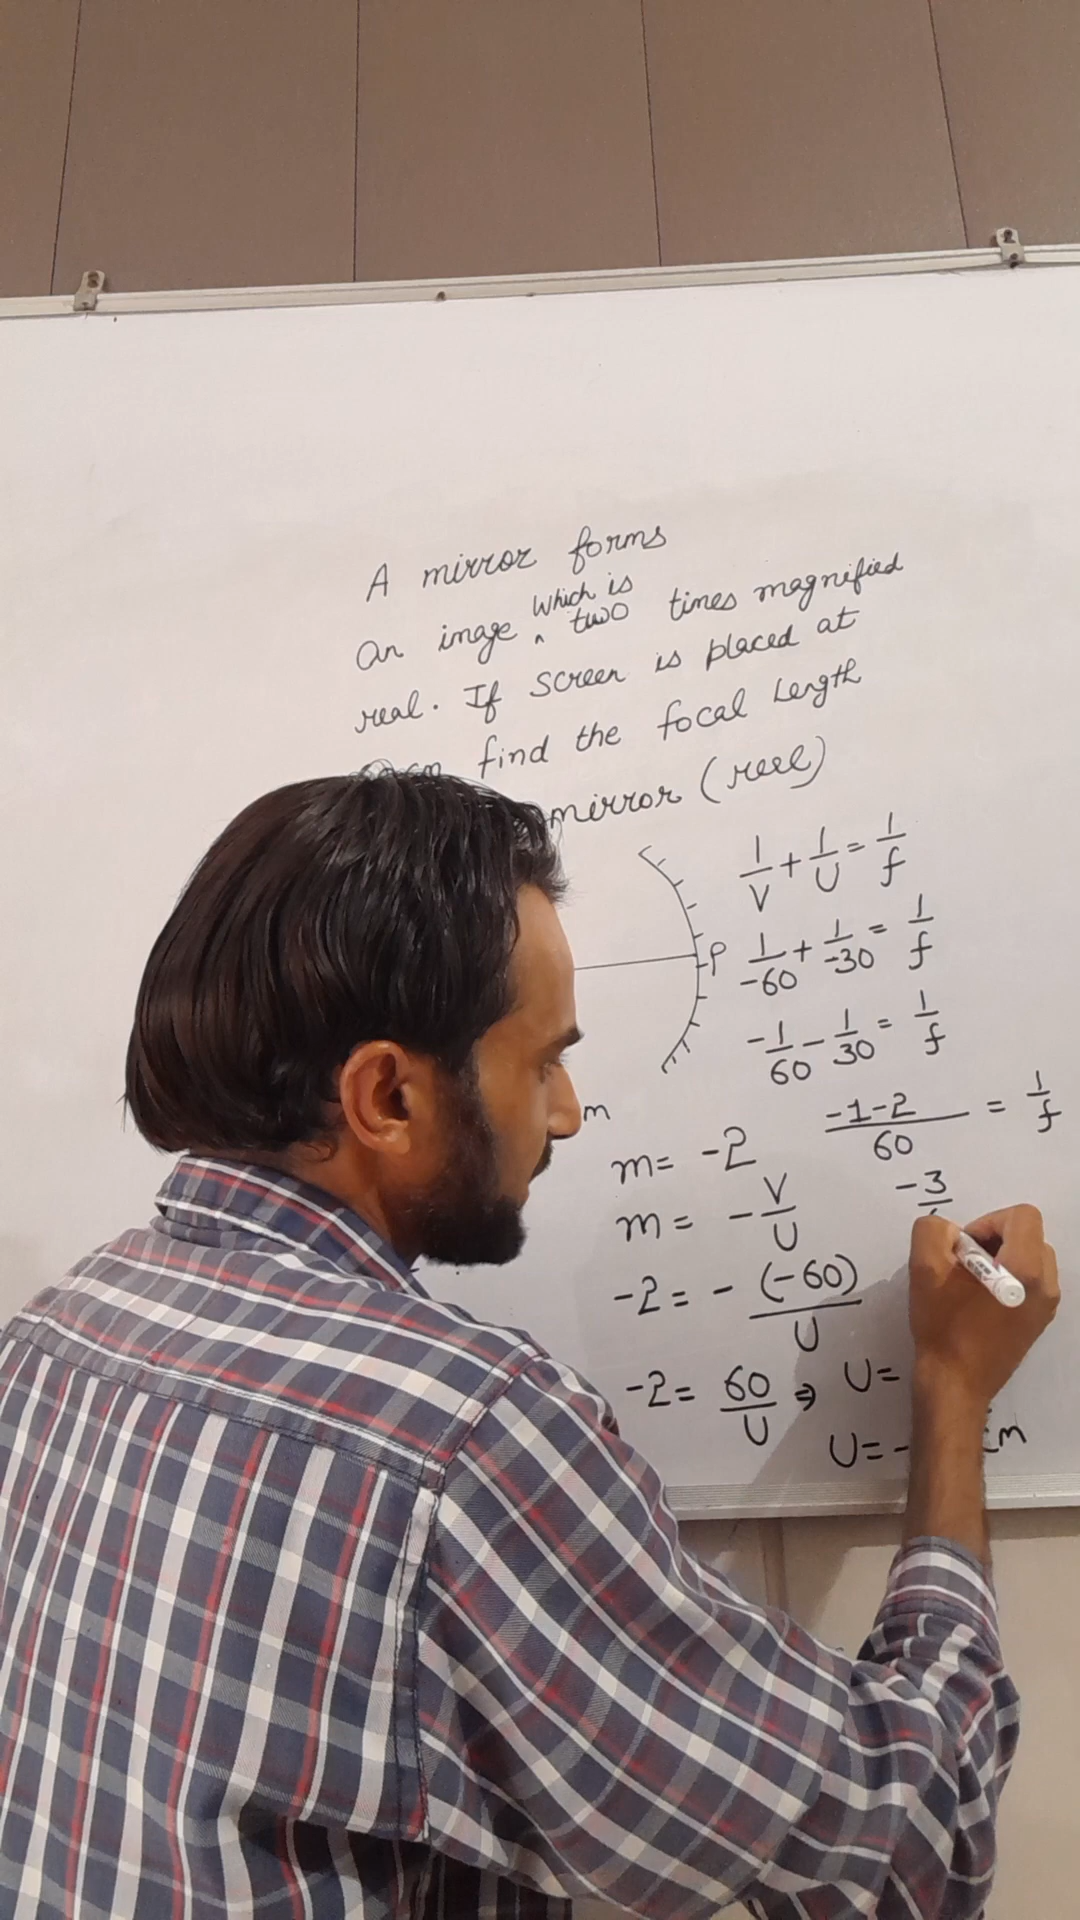 A mirror forms
an image ^ which is two times magnified
real. If screen is placed at
find the focal Length
mirror (reel)
1/V + 1/U = 1/f
P
1/-60 + 1/-30 = 1/f
-1/60 - 1/30 = 1/f
m
-1-2/60 = 1/f
m = -2
-3
m = -V/U
-2 = -(-60)/U
-2 = 60/U ⇒ U=
U= - cm